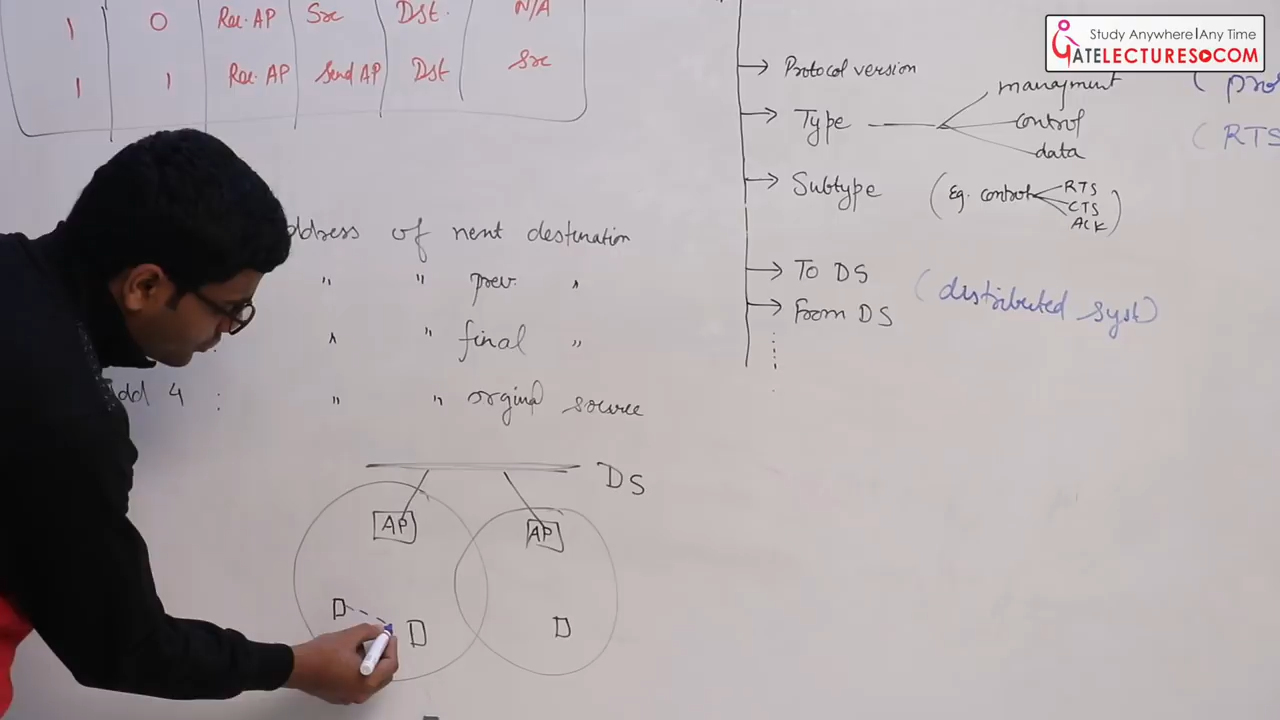 1 0 Rec. AP Src Dst. N/A
1 1 Rec. AP Send AP Dst Src
ddress of nent destination
" " prev. "
: " " final "
Add 4 : " " orginal source
DS
AP AP
D D D
Study Anywhere | Any Time
GATELECTURES.COM
Protocol version
Type managment ( pro
control ( RTS
data
Subtype (Eg. control RTS
CTS
ACK)
To DS
From DS (distributed syst)